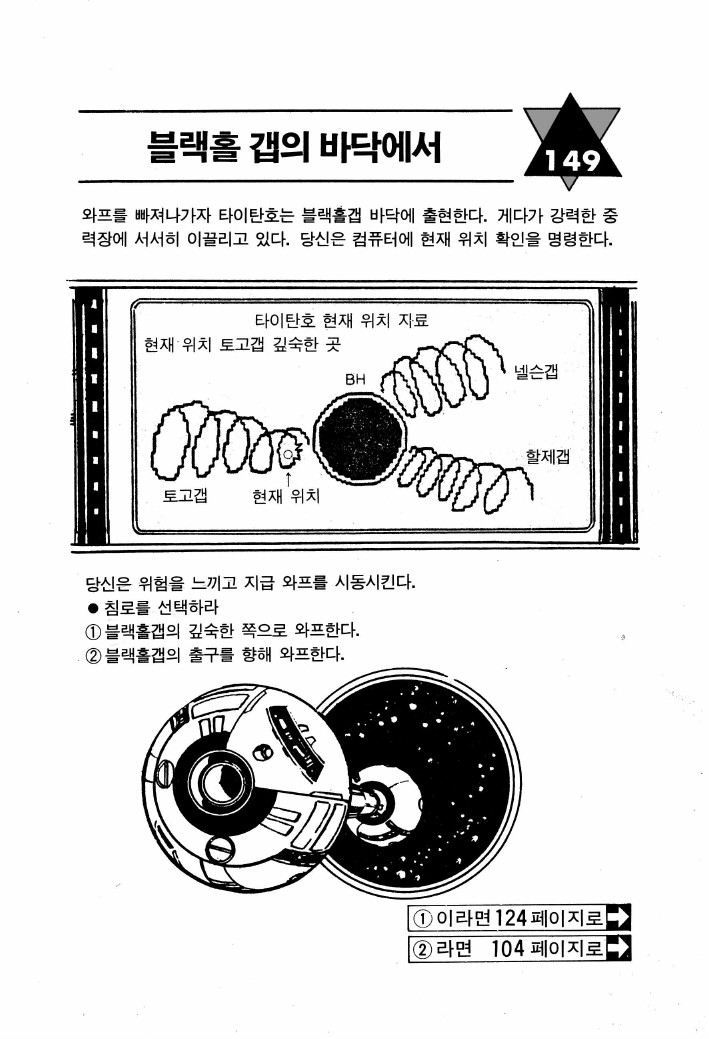 블랙홀 갭의 바닥에서
149
와프를 빠져나가자 타이탄호는 블랙홀갭 바닥에 출현한다. 게다가 강력한 중
력장에 서서히 이끌리고 있다. 당신은 컴퓨터에 현재 위치 확인을 명령한다.
타이탄호 현재 위치 자료
현재 위치 토고갭 깊숙한 곳
BH
넬슨갭
할제갭
토고갭
현재 위치
당신은 위험을 느끼고 지급 와프를 시동시킨다.
● 침로를 선택하라
① 블랙홀갭의 깊숙한 쪽으로 와프한다.
② 블랙홀갭의 출구를 향해 와프한다.
① 이라면 124 페이지로
② 라면 104 페이지로